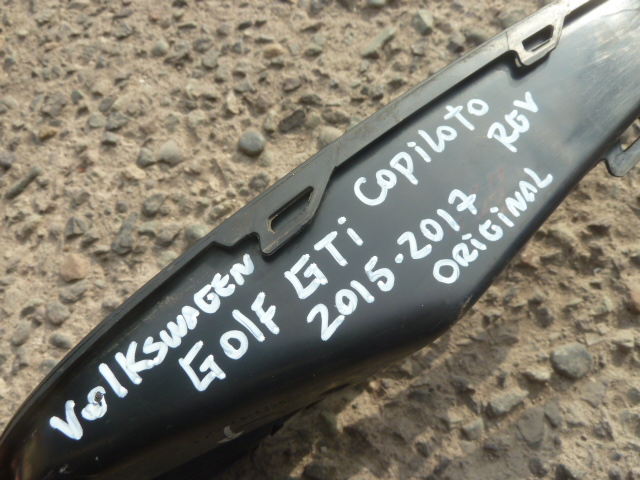 VolKSWAGEN
Golf GTi Copiloto
2015-2017 RGV
ORIGINAL